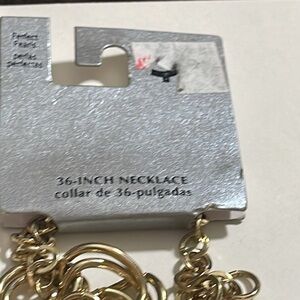 Perfect
Pearls
perlas
perfectas
36-INCH NECKLACE
collar de 36-pulgadas